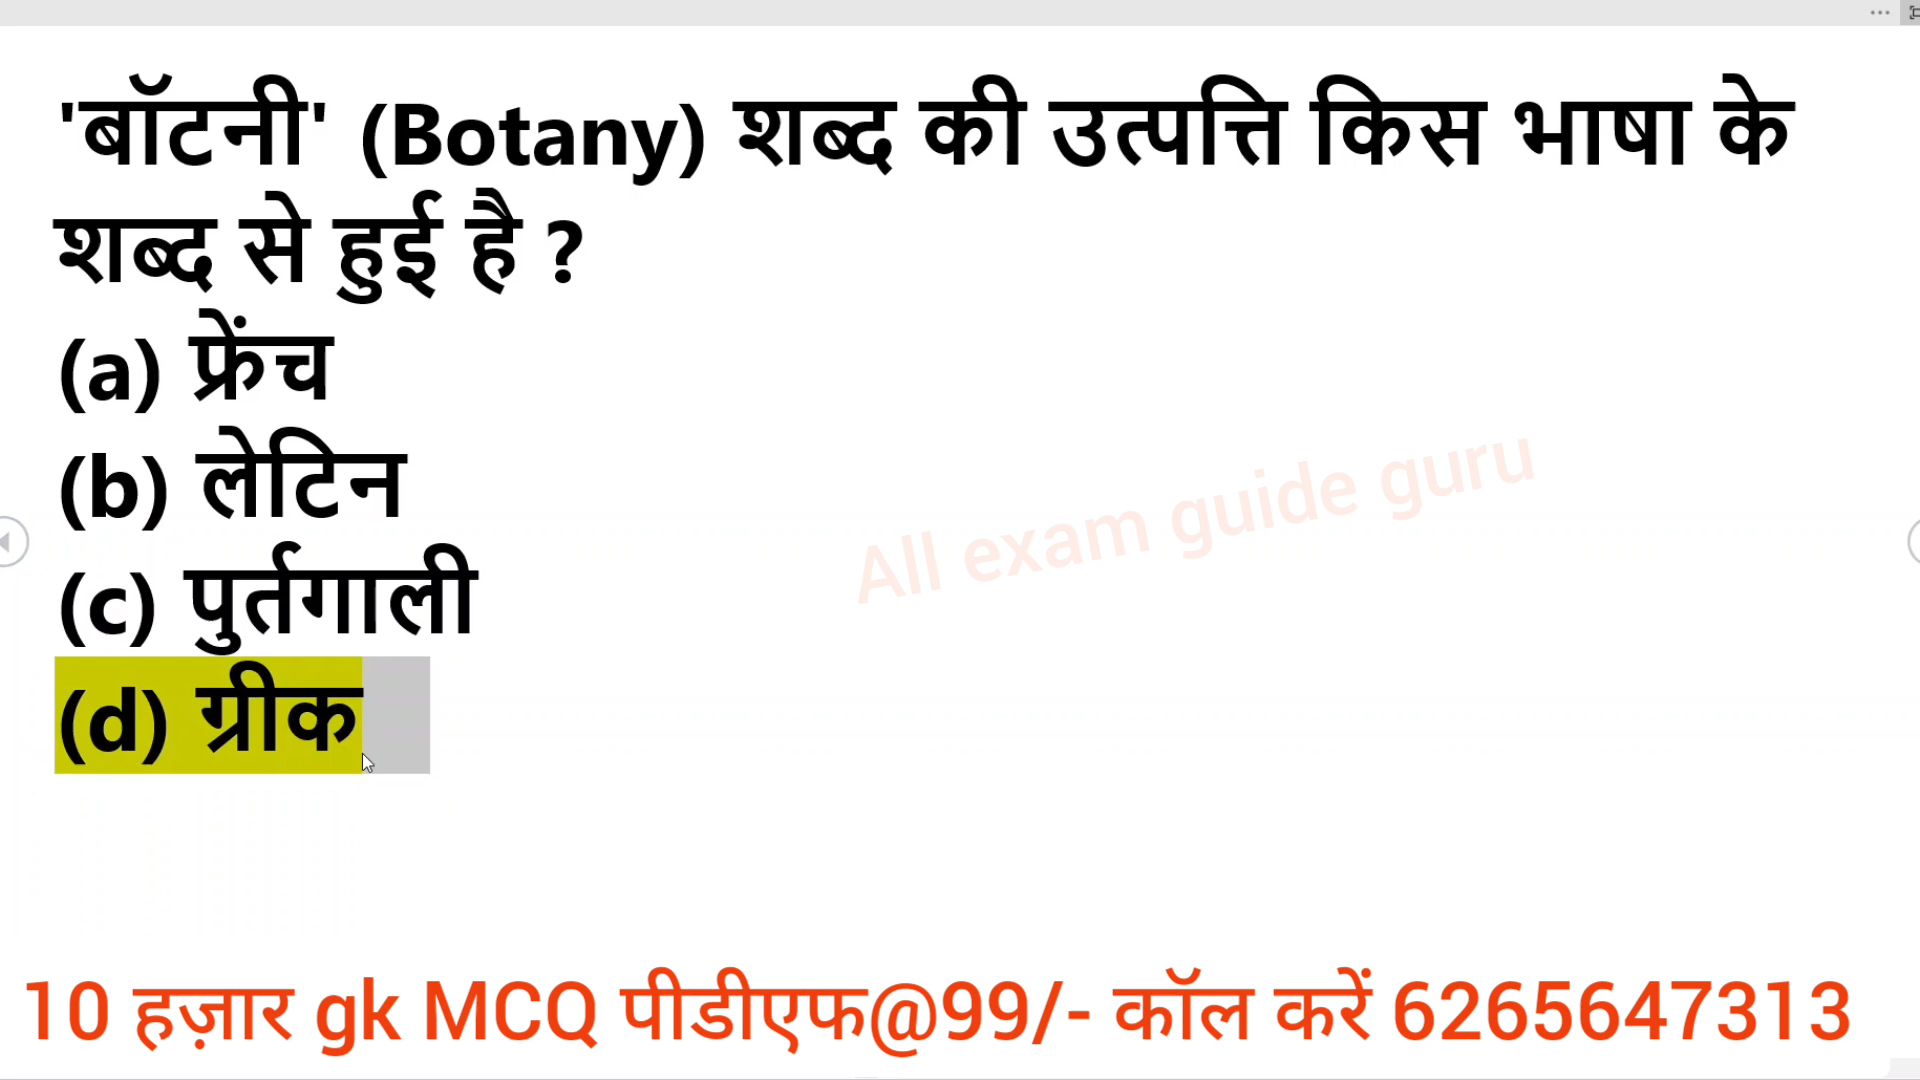 'बॉटनी' (Botany) शब्द की उत्पत्ति किस भाषा के
शब्द से हुई है ?
(a) फ्रेंच
(b) लेटिन
(c) पुर्तगाली
(d) ग्रीक
All exam guide guru
10 हज़ार gk MCQ पीडीएफ@99/- कॉल करें 6265647313